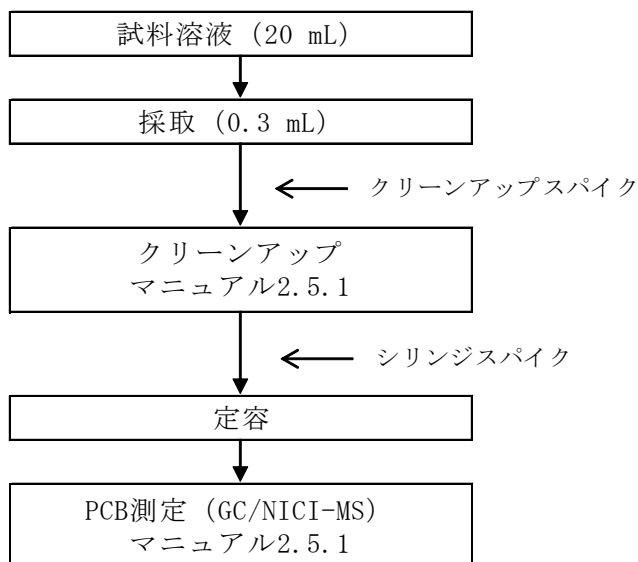 試料溶液 (20 mL)
採取 (0.3 mL)
クリーンアップスパイク
クリーンアップ
マニュアル2.5.1
シリンジスパイク
定容
PCB測定 (GC/NICI-MS)
マニュアル2.5.1